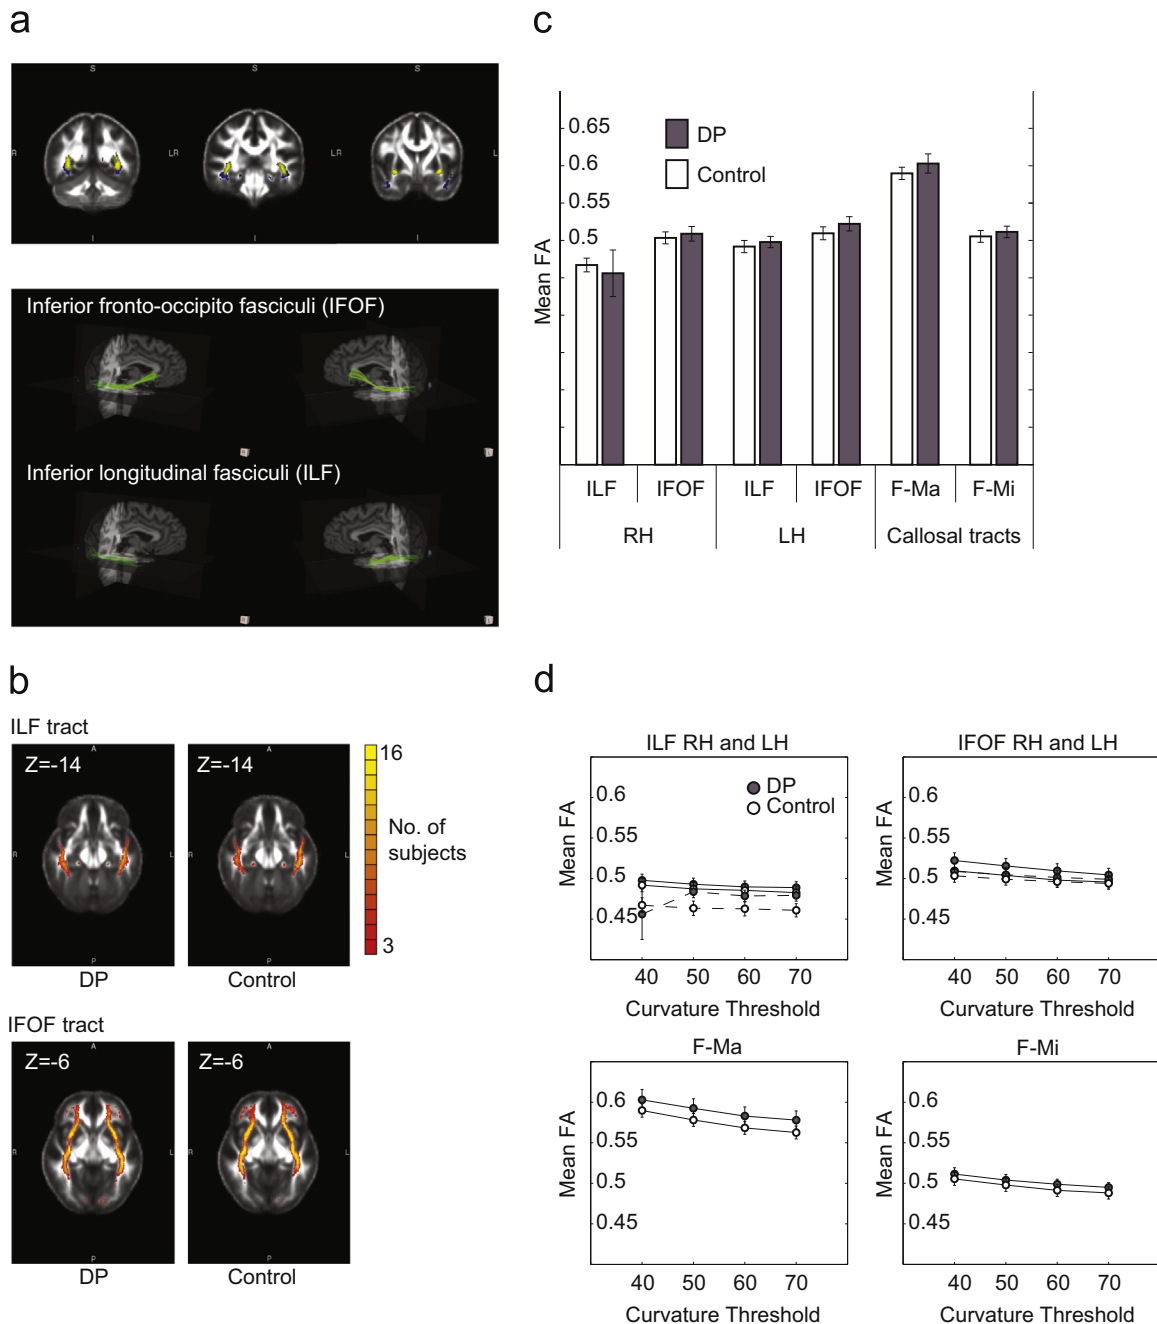 a
S S S
R LR LR L
I I I
Inferior fronto-occipito fasciculi (IFOF)
Inferior longitudinal fasciculi (ILF)
b
ILF tract
Z=-14 Z=-14
A A
R L R L
P P
DP Control
16
No. of
subjects
3
IFOF tract
Z=-6 Z=-6
A A
R L R L
P P
DP Control
c
DP
Control
Mean FA
0.65
0.6
0.55
0.5
ILF IFOF ILF IFOF F-Ma F-Mi
RH LH Callosal tracts
d
ILF RH and LH
DP
Control
Mean FA
0.6
0.55
0.5
0.45
40 50 60 70
Curvature Threshold
IFOF RH and LH
Mean FA
0.6
0.55
0.5
0.45
40 50 60 70
Curvature Threshold
F-Ma
Mean FA
0.6
0.55
0.5
0.45
40 50 60 70
Curvature Threshold
F-Mi
Mean FA
0.6
0.55
0.5
0.45
40 50 60 70
Curvature Threshold